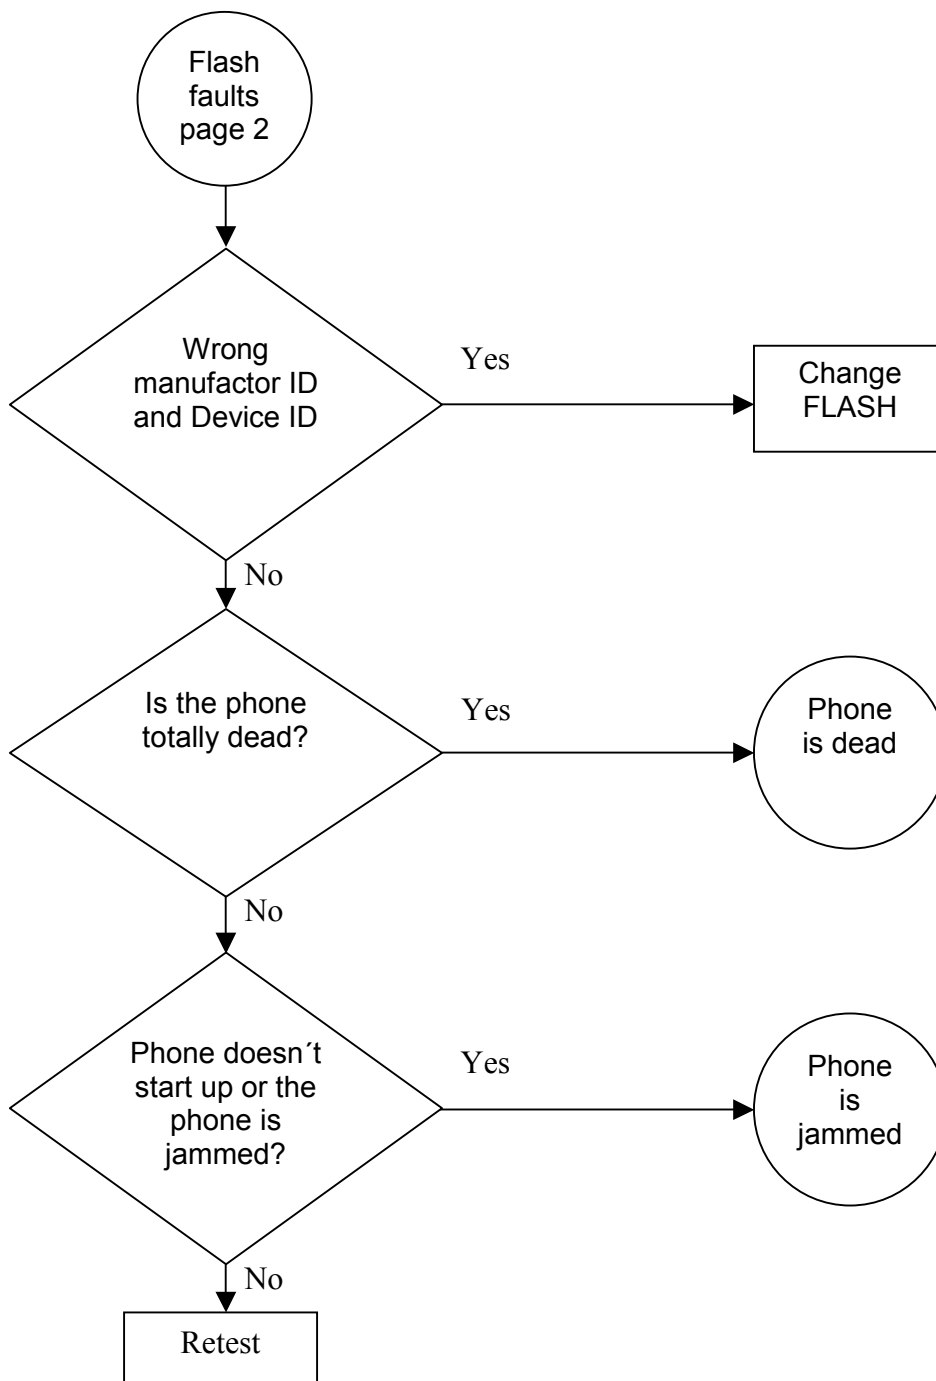 Flash
faults
page 2
Wrong
manufactor ID
and Device ID
Yes
Change
FLASH
No
Is the phone
totally dead?
Yes
Phone
is dead
No
Phone doesn´t
start up or the
phone is
jammed?
Yes
Phone
is
jammed
No
Retest